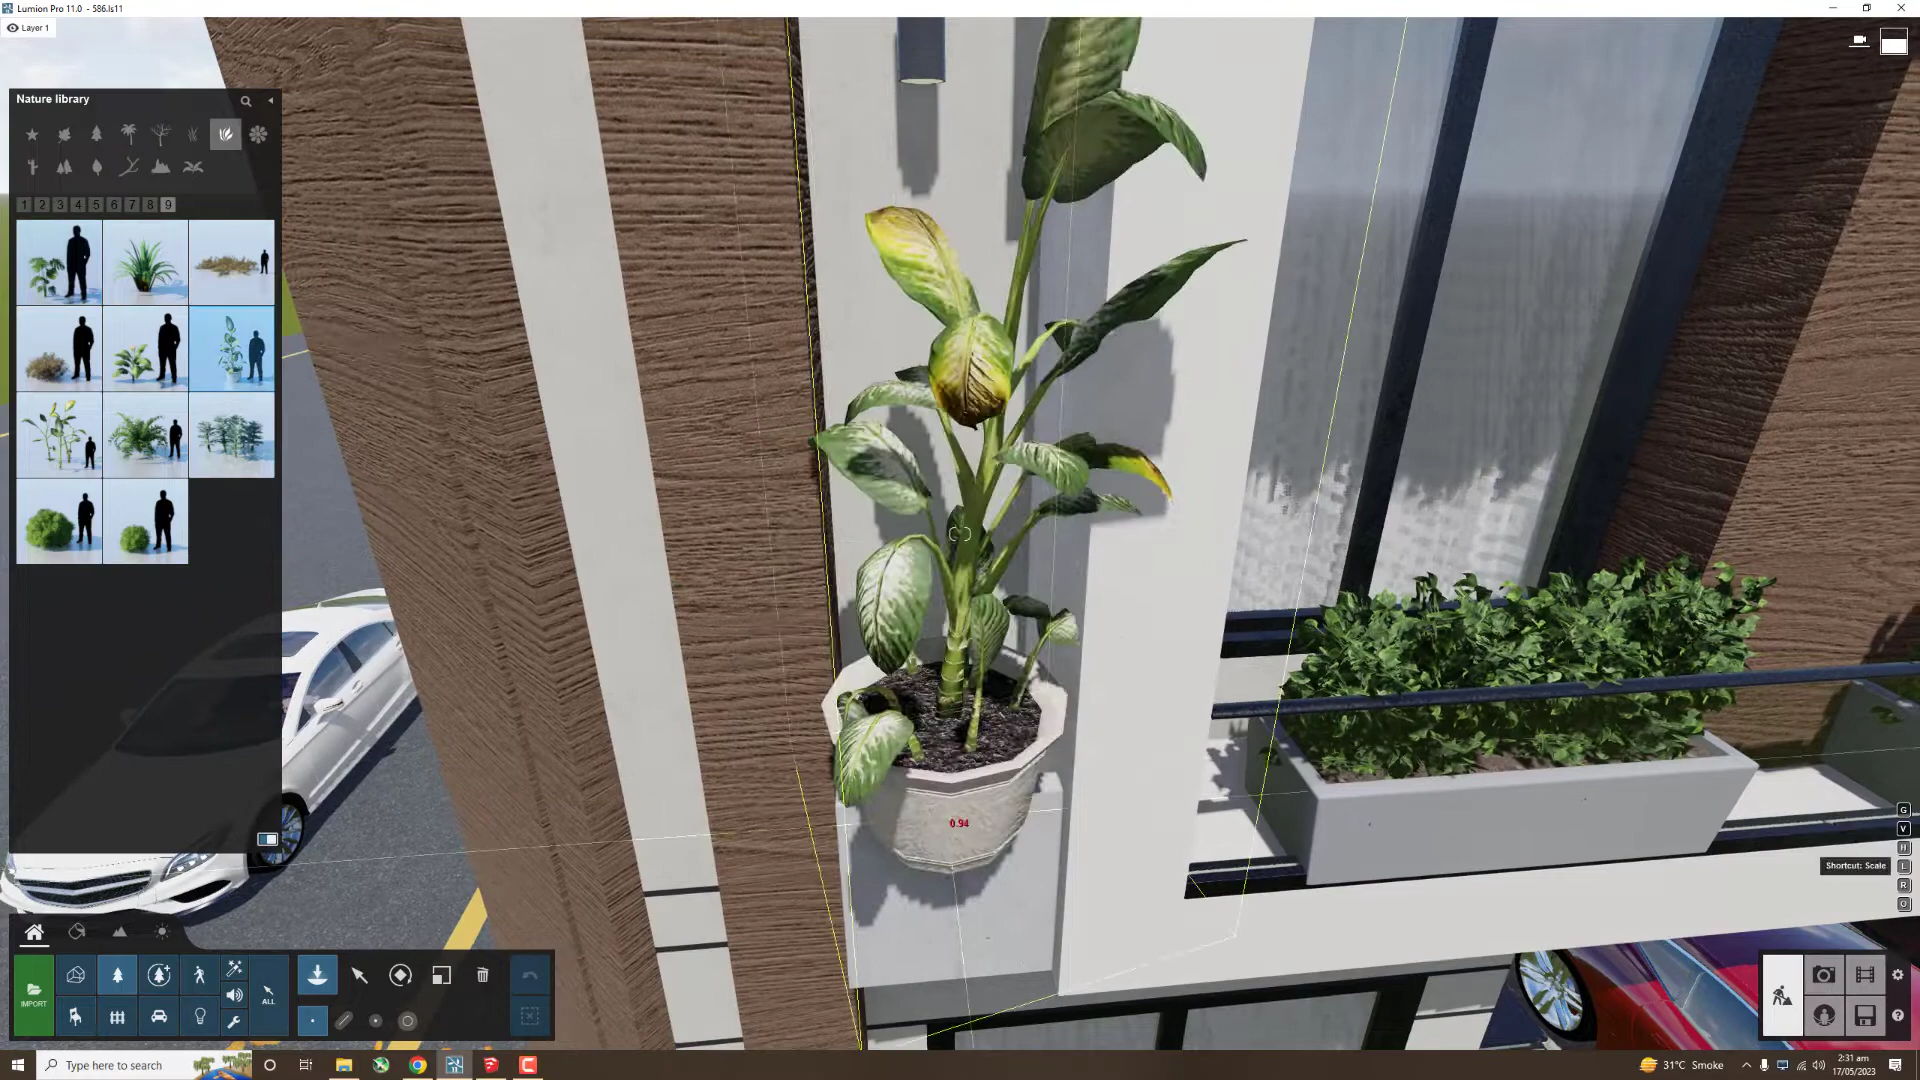 Lumion Pro 11.0 - 586.ls11
Layer 1
Nature library
1 2 3 4 5 6 7 8 9
0.94
G
V
H
L
R
O
Shortcut: Scale
IMPORT
ALL
Type here to search
31°C Smoke
2:31 am
17/05/2023